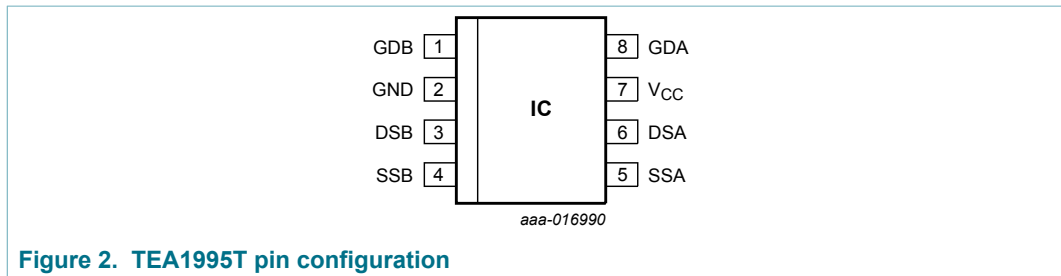 GDB 1 8 GDA
GND 2 7 VCC
IC
DSB 3 6 DSA
SSB 4 5 SSA
aaa-016990
Figure 2. TEA1995T pin configuration